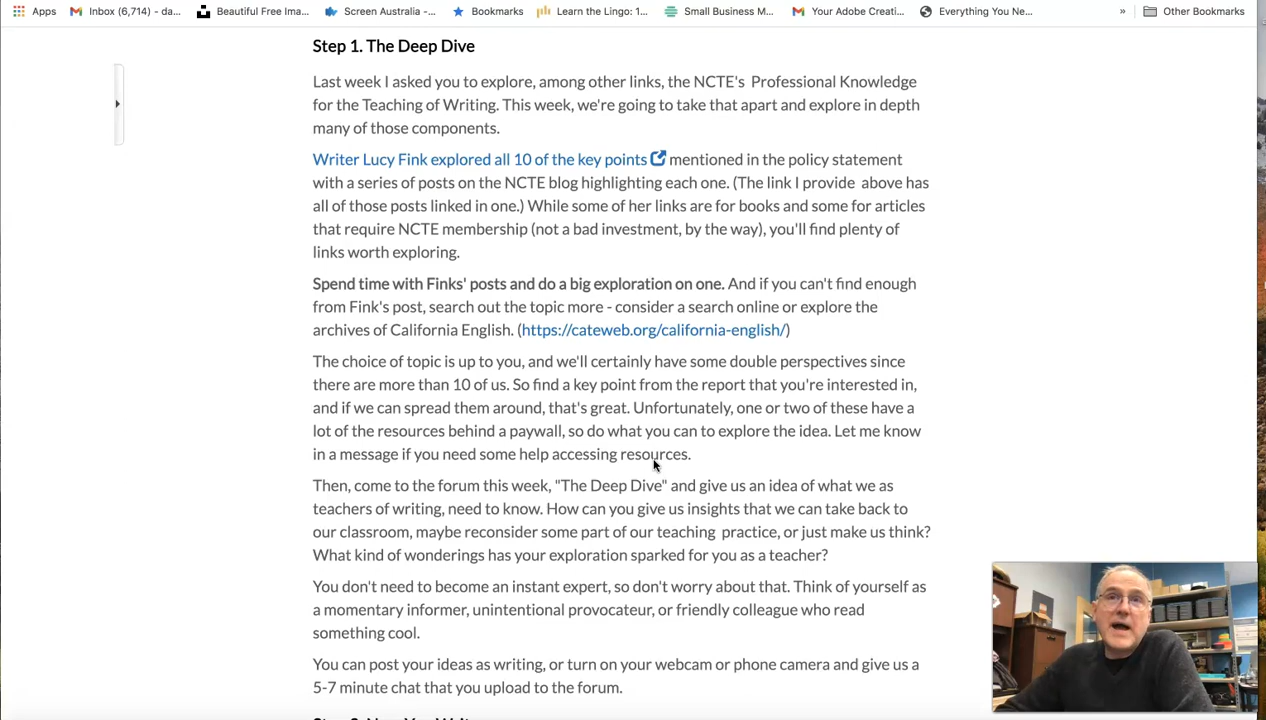 Apps Inbox (6,714) - da... Beautiful Free Ima... Screen Australia -... Bookmarks Learn the Lingo: 1... Small Business M... Your Adobe Creati... Everything You Ne... » Other Bookmarks
Step 1. The Deep Dive
Last week I asked you to explore, among other links, the NCTE's Professional Knowledge
for the Teaching of Writing. This week, we're going to take that apart and explore in depth
many of those components.
Writer Lucy Fink explored all 10 of the key points mentioned in the policy statement
with a series of posts on the NCTE blog highlighting each one. (The link I provide above has
all of those posts linked in one.) While some of her links are for books and some for articles
that require NCTE membership (not a bad investment, by the way), you'll find plenty of
links worth exploring.
Spend time with Finks' posts and do a big exploration on one. And if you can't find enough
from Fink's post, search out the topic more - consider a search online or explore the
archives of California English. (https://cateweb.org/california-english/)
The choice of topic is up to you, and we'll certainly have some double perspectives since
there are more than 10 of us. So find a key point from the report that you're interested in,
and if we can spread them around, that's great. Unfortunately, one or two of these have a
lot of the resources behind a paywall, so do what you can to explore the idea. Let me know
in a message if you need some help accessing resources.
Then, come to the forum this week, "The Deep Dive" and give us an idea of what we as
teachers of writing, need to know. How can you give us insights that we can take back to
our classroom, maybe reconsider some part of our teaching practice, or just make us think?
What kind of wonderings has your exploration sparked for you as a teacher?
You don't need to become an instant expert, so don't worry about that. Think of yourself as
a momentary informer, unintentional provocateur, or friendly colleague who read
something cool.
You can post your ideas as writing, or turn on your webcam or phone camera and give us a
5-7 minute chat that you upload to the forum.